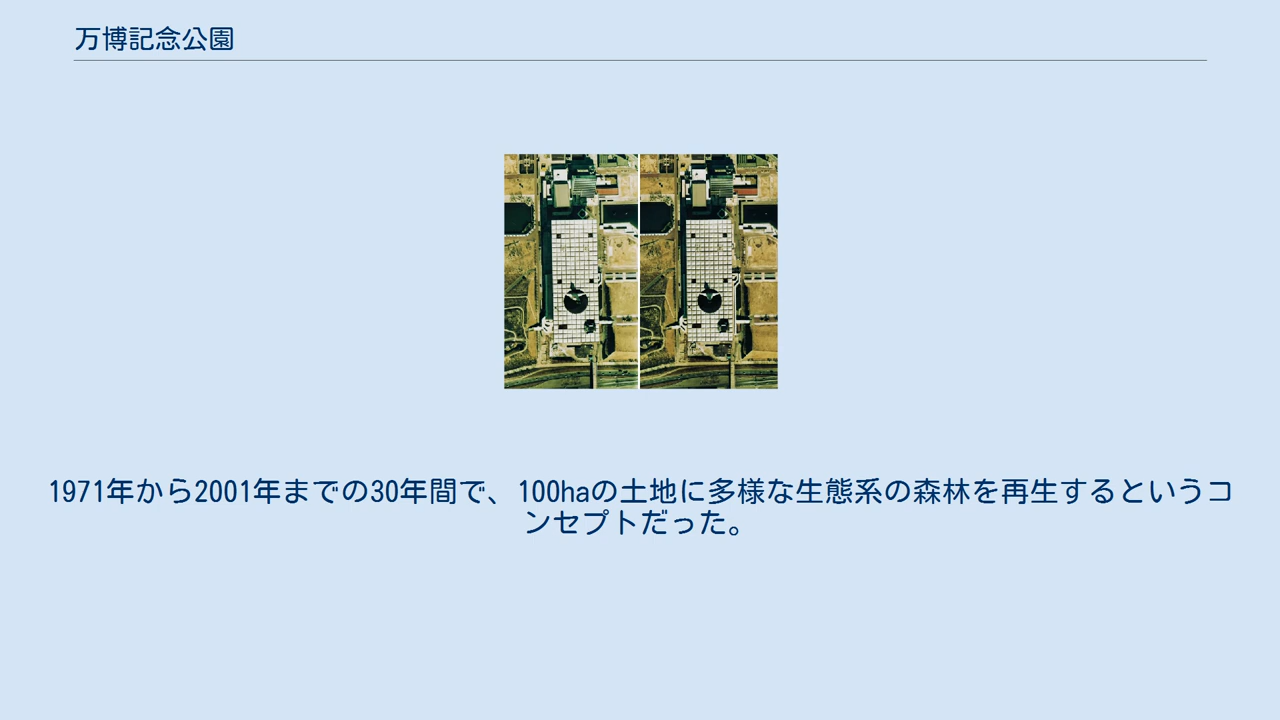 万博記念公園
1971年から2001年までの30年間で、100haの土地に多様な生態系の森林を再生するというコ
ンセプトだった。